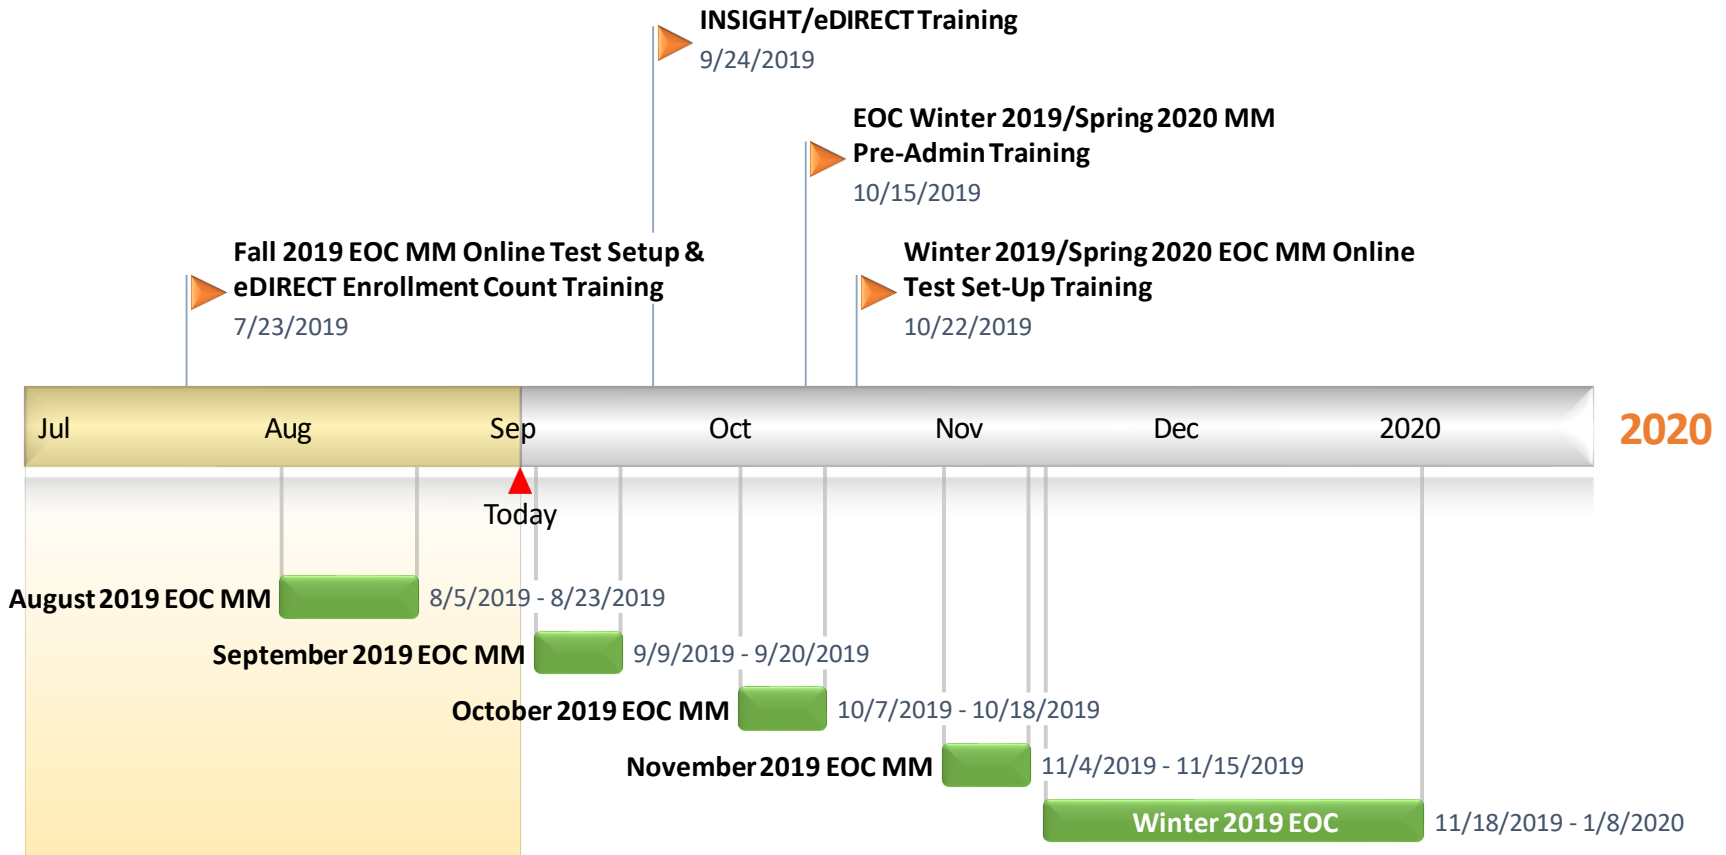 INSIGHT/eDIRECT Training
9/24/2019
EOC Winter 2019/Spring 2020 MM
Pre-Admin Training
10/15/2019
Fall 2019 EOC MM Online Test Setup &
eDIRECT Enrollment Count Training
7/23/2019
Winter 2019/Spring 2020 EOC MM Online
Test Set-Up Training
10/22/2019
Jul Aug Sep Oct Nov Dec 2020
2020
Today
August 2019 EOC MM 8/5/2019 - 8/23/2019
September 2019 EOC MM 9/9/2019 - 9/20/2019
October 2019 EOC MM 10/7/2019 - 10/18/2019
November 2019 EOC MM 11/4/2019 - 11/15/2019
Winter 2019 EOC 11/18/2019 - 1/8/2020